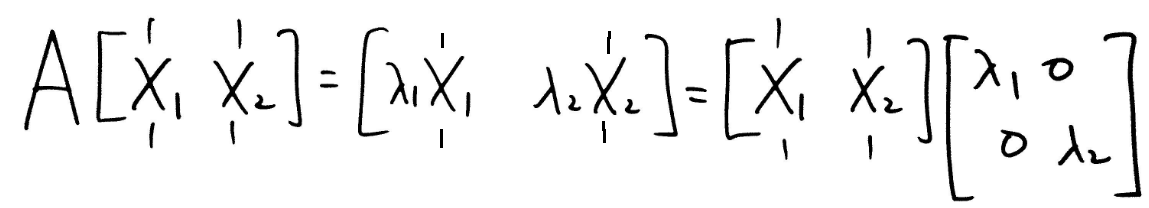 A [X₁ X₂] = [λ₁X₁ λ₂X₂] = [X₁ X₂] [λ₁ 0
0 λ₂]